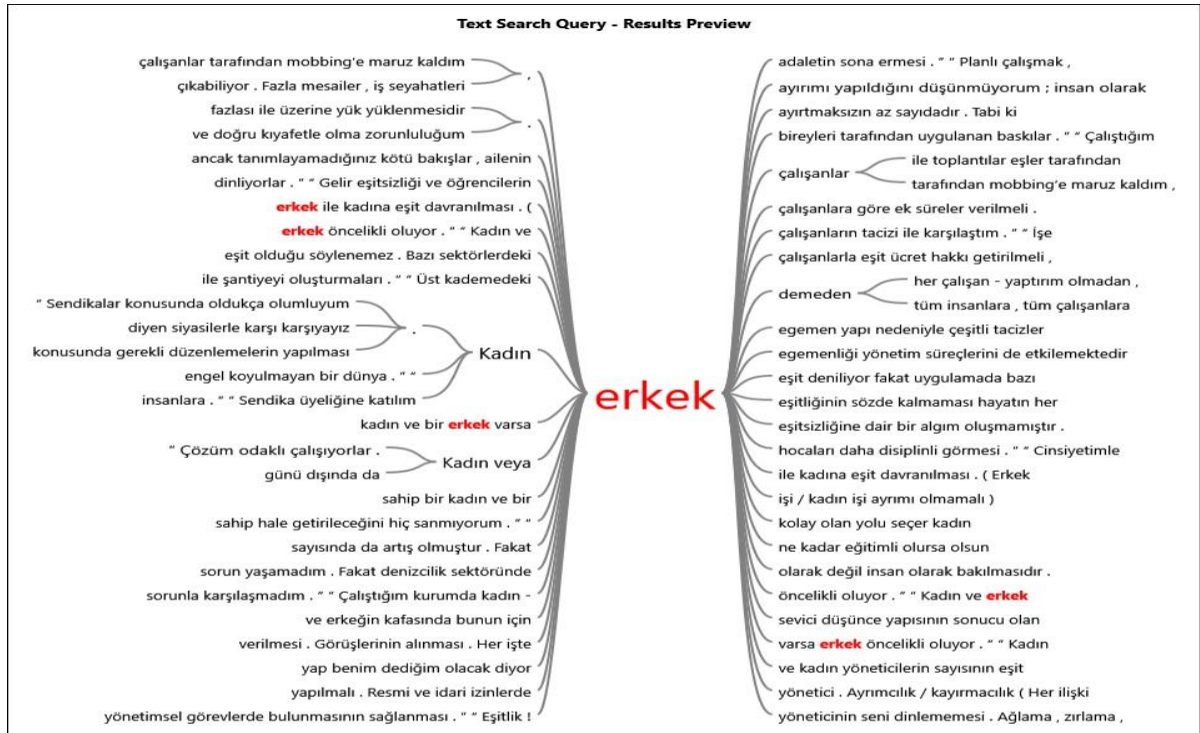 Text Search Query - Results Preview
çalışanlar tarafından mobbing'e maruz kaldım
çıkabiliyor . Fazla mesailer , iş seyahatleri
,
fazlası ile üzerine yük yüklenmesidir
ve doğru kıyafetle olma zorunluluğum
.
ancak tanımlayamadığınız kötü bakışlar , ailenin
dinliyorlar . " " Gelir eşitsizliği ve öğrencilerin
erkek ile kadına eşit davranılması . (
erkek öncelikli oluyor . " " Kadın ve
eşit olduğu söylenemez . Bazı sektörlerdeki
ile şantiyeyi oluşturmaları . " " Üst kademedeki
" Sendikalar konusunda oldukça olumluyum
diyen siyasilerle karşı karşıyayız
konusunda gerekli düzenlemelerin yapılması
.
engel koyulmayan bir dünya . " "
insanlara . " " Sendika üyeliğine katılım
Kadın
kadın ve bir erkek varsa
" Çözüm odaklı çalışıyorlar .
günü dışında da
Kadın veya
sahip bir kadın ve bir
sahip hale getirileceğini hiç sanmıyorum . " "
sayısında da artış olmuştur . Fakat
sorun yaşamadım . Fakat denizcilik sektöründe
sorunla karşılaşmadım . " " Çalıştığım kurumda kadın -
ve erkeğin kafasında bunun için
verilmesi . Görüşlerinin alınması . Her işte
yap benim dediğim olacak diyor
yapılmalı . Resmi ve idari izinlerde
yönetimsel görevlerde bulunmasının sağlanması . " " Eşitlik !
erkek
adaletin sona ermesi . " " Planlı çalışmak ,
ayırımı yapıldığını düşünmüyorum ; insan olarak
ayırtmaksızın az sayıdadır . Tabi ki
bireyleri tarafından uygulanan baskılar . " " Çalıştığım
çalışanlar
ile toplantılar eşler tarafından
tarafından mobbing'e maruz kaldım ,
çalışanlara göre ek süreler verilmeli .
çalışanların tacizi ile karşılaştım . " " İşe
çalışanlarla eşit ücret hakkı getirilmeli ,
demeden
her çalışan - yaptırım olmadan ,
tüm insanlara , tüm çalışanlara
egemen yapı nedeniyle çeşitli tacizler
egemenliği yönetim süreçlerini de etkilemektedir
eşit deniliyor fakat uygulamada bazı
eşitliğinin sözde kalmaması hayatın her
eşitsizliğine dair bir algım oluşmamıştır .
hocaları daha disiplinli görmesi . " " Cinsiyetimle
ile kadına eşit davranılması . ( Erkek
işi / kadın işi ayrımı olmamalı )
kolay olan yolu seçer kadın
ne kadar eğitimli olursa olsun
olarak değil insan olarak bakılmasıdır .
öncelikli oluyor . " " Kadın ve erkek
sevici düşünce yapısının sonucu olan
varsa erkek öncelikli oluyor . " " Kadın
ve kadın yöneticilerin sayısının eşit
yönetici . Ayrımcılık / kayırmacılık ( Her ilişki
yöneticinin seni dinlememesi . Ağlama , zırlama ,